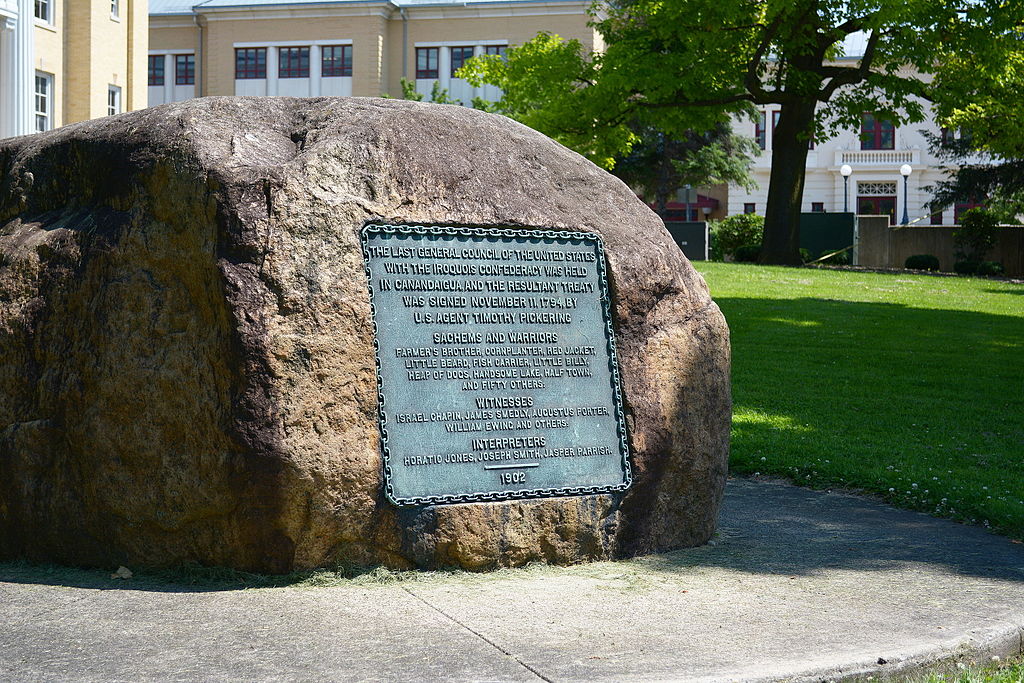 THE LAST GENERAL COUNCIL OF THE UNITED STATES
WITH THE IROQUOIS CONFEDERACY WAS HELD
IN CANANDAIGUA, AND THE RESULTANT TREATY
WAS SIGNED NOVEMBER 11, 1794, BY
U.S. AGENT TIMOTHY PICKERING
SACHEMS AND WARRIORS
FARMER'S BROTHER, CORNPLANTER, RED JACKET,
LITTLE BEARD, FISH CARRIER, LITTLE BILLY,
HEAP OF DOGS, HANDSOME LAKE, HALF TOWN,
AND FIFTY OTHERS.
WITNESSES
ISRAEL CHAPIN, JAMES SMEDLY, AUGUSTUS PORTER,
WILLIAM EWING AND OTHERS.
INTERPRETERS
HORATIO JONES, JOSEPH SMITH, JASPER PARRISH.
1902